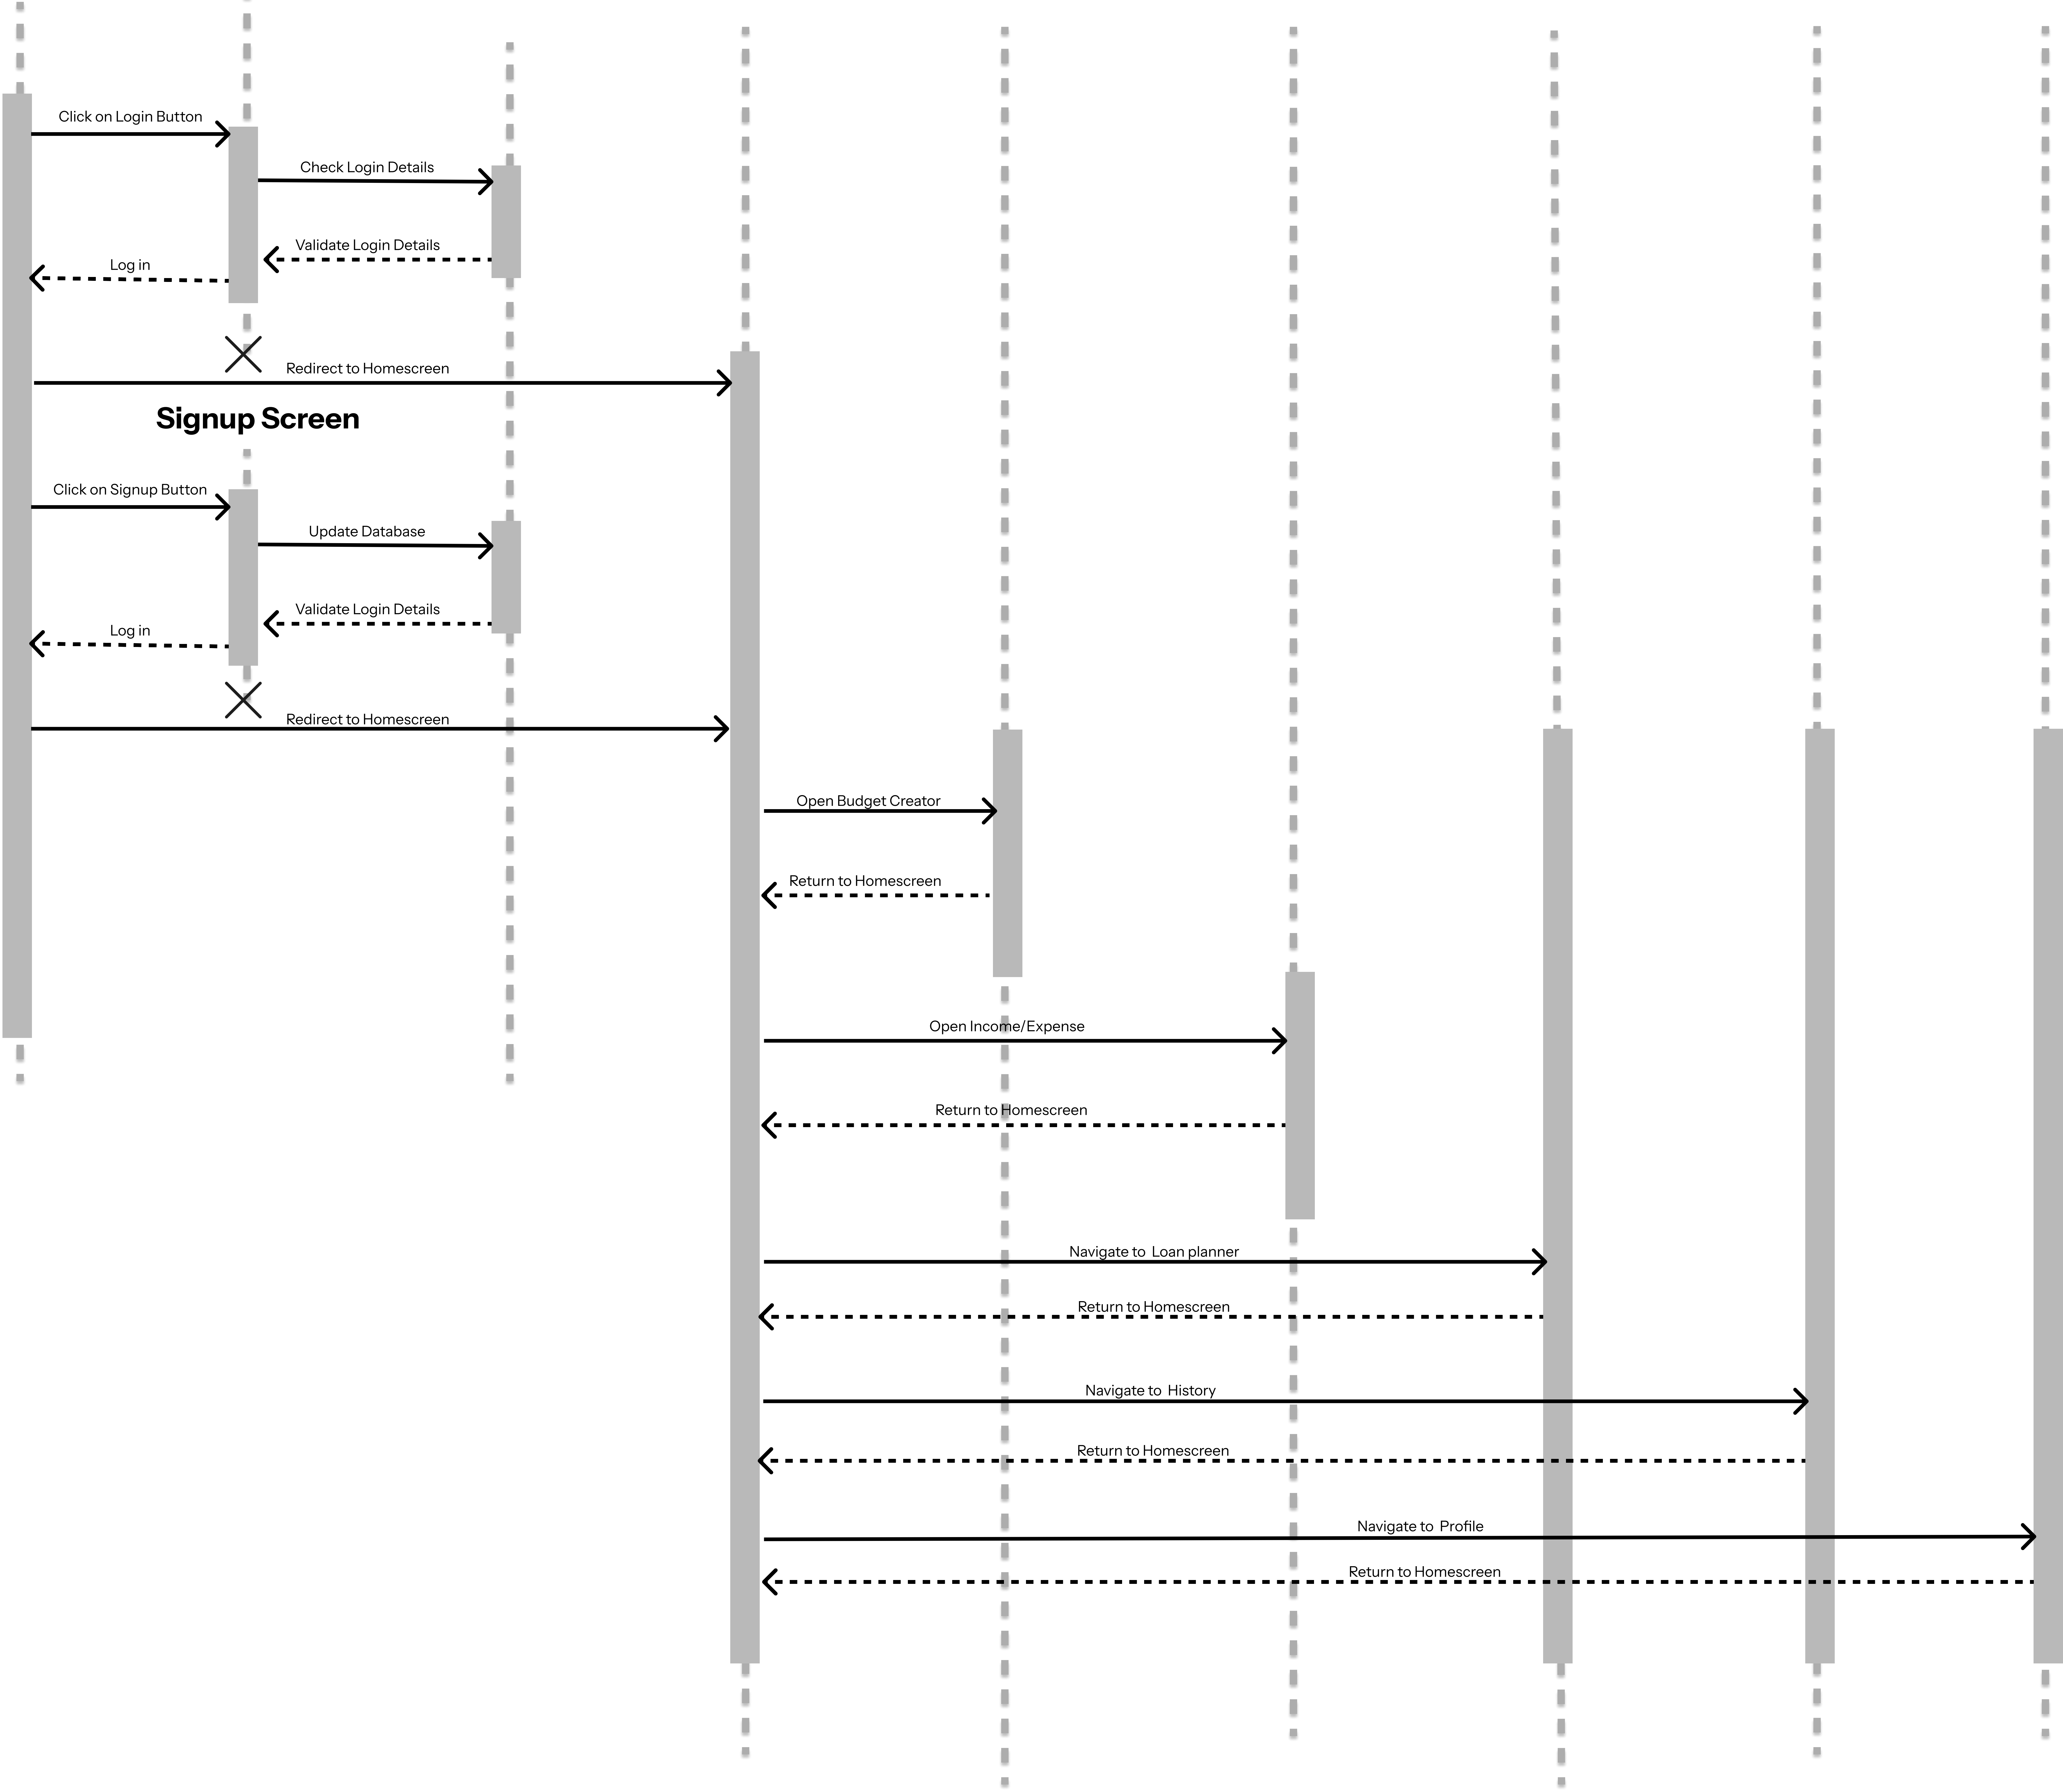 Click on Login Button
Check Login Details
Validate Login Details
Log in
Redirect to Homescreen
Signup Screen
Click on Signup Button
Update Database
Validate Login Details
Log in
Redirect to Homescreen
Open Budget Creator
Return to Homescreen
Open Income/Expense
Return to Homescreen
Navigate to Loan planner
Return to Homescreen
Navigate to History
Return to Homescreen
Navigate to Profile
Return to Homescreen